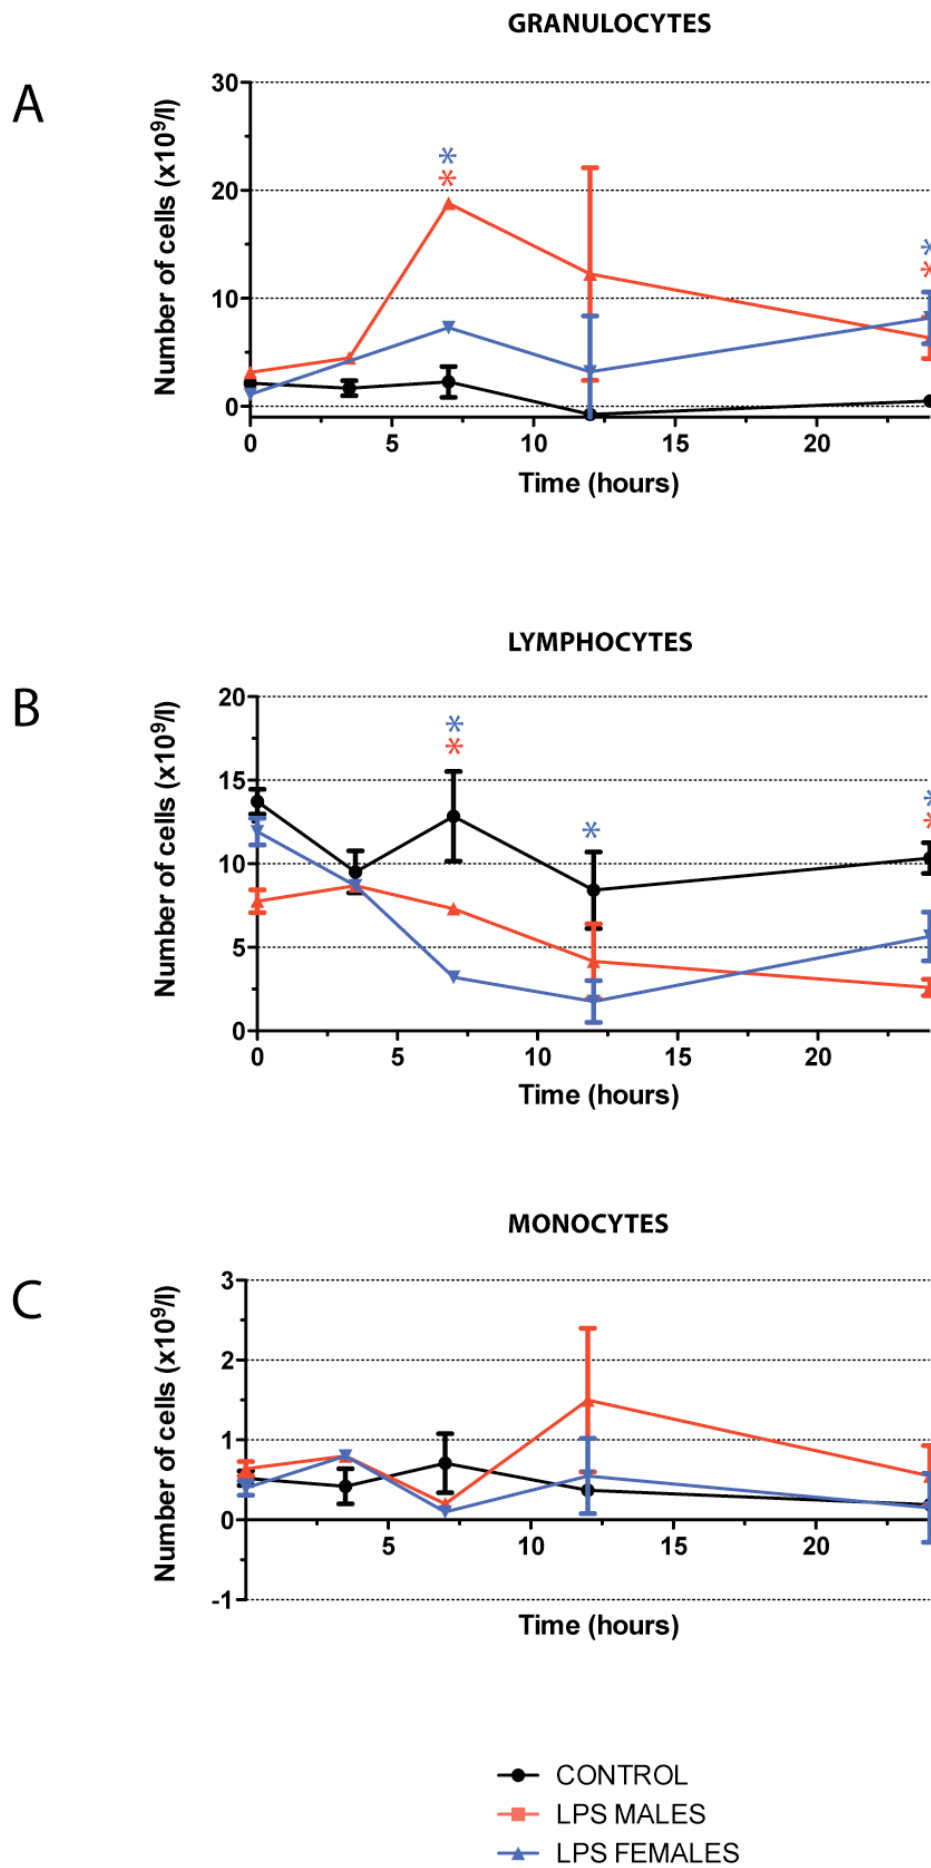 GRANULOCYTES
A
Number of cells (x10⁹/l)
30
20
10
0
0 5 10 15 20
Time (hours)
* * * *
LYMPHOCYTES
B
Number of cells (x10⁹/l)
20
15
10
5
0
0 5 10 15 20
Time (hours)
* * * * *
MONOCYTES
C
Number of cells (x10⁹/l)
3
2
1
0
-1
5 10 15 20
Time (hours)
CONTROL
LPS MALES
LPS FEMALES